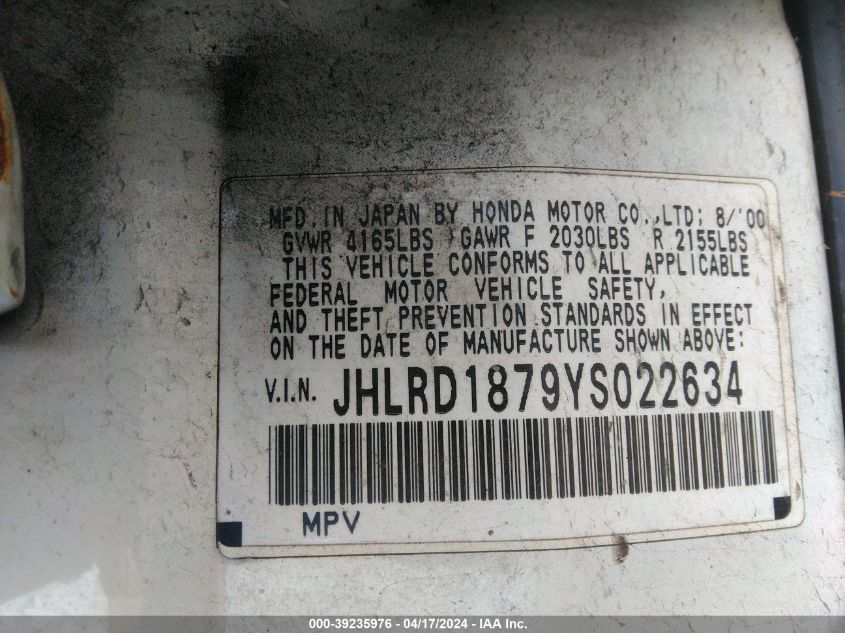 MFD. IN JAPAN BY HONDA MOTOR CO.,LTD; 8/'00
GVWR 4165LBS GAWR F 2030LBS R 2155LBS
THIS VEHICLE CONFORMS TO ALL APPLICABLE
FEDERAL MOTOR VEHICLE SAFETY,
AND THEFT PREVENTION STANDARDS IN EFFECT
ON THE DATE OF MANUFACTURE SHOWN ABOVE:
V.I.N. JHLRD1879YS022634
MPV
000-39235976 - 04/17/2024 - IAA Inc.